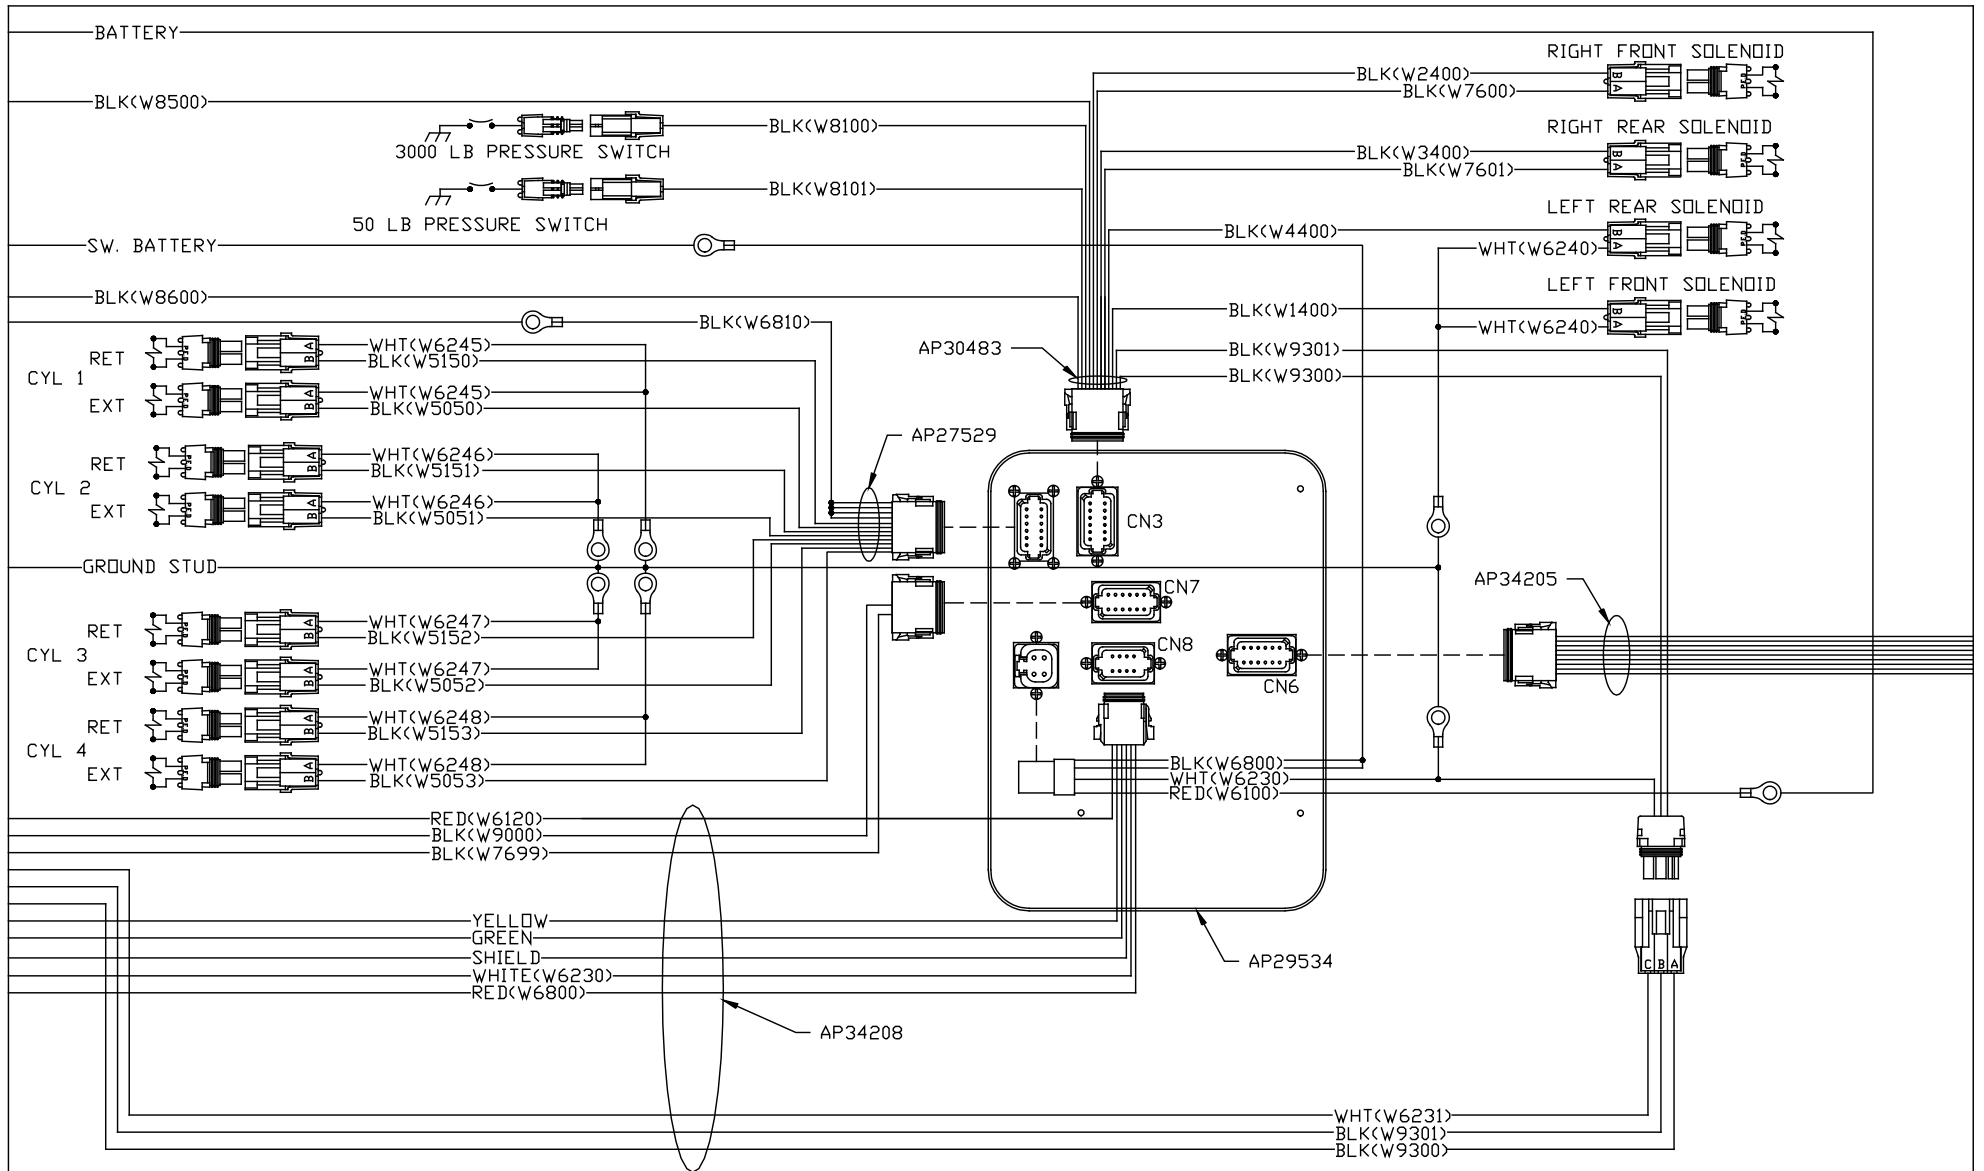 BATTERY
RIGHT FRONT SOLENOID
BLK(W2400)
B
A
BLK(W7600)
BLK(W8500)
BLK(W8100)
3000 LB PRESSURE SWITCH
RIGHT REAR SOLENOID
BLK(W3400)
B
A
BLK(W7601)
BLK(W8101)
50 LB PRESSURE SWITCH
LEFT REAR SOLENOID
BLK(W4400)
B
A
WHT(W6240)
SW. BATTERY
LEFT FRONT SOLENOID
BLK(W8600)
BLK(W1400)
B
A
WHT(W6240)
BLK(W6810)
AP30483
BLK(W9301)
BLK(W9300)
CYL 1
RET
WHT(W6245)
BLK(W5150)
A
B
EXT
WHT(W6245)
BLK(W5050)
A
B
AP27529
CYL 2
RET
WHT(W6246)
BLK(W5151)
A
B
EXT
WHT(W6246)
BLK(W5051)
A
B
CN3
GROUND STUD
CN7
AP34205
CYL 3
RET
WHT(W6247)
BLK(W5152)
A
B
EXT
WHT(W6247)
BLK(W5052)
A
B
CN8
CN6
CYL 4
RET
WHT(W6248)
BLK(W5153)
A
B
EXT
WHT(W6248)
BLK(W5053)
A
B
BLK(W6800)
WHT(W6230)
RED(W6100)
RED(W6120)
BLK(W9000)
BLK(W7699)
YELLOW
GREEN
SHIELD
WHITE(W6230)
RED(W6800)
AP29534
C B A
AP34208
WHT(W6231)
BLK(W9301)
BLK(W9300)